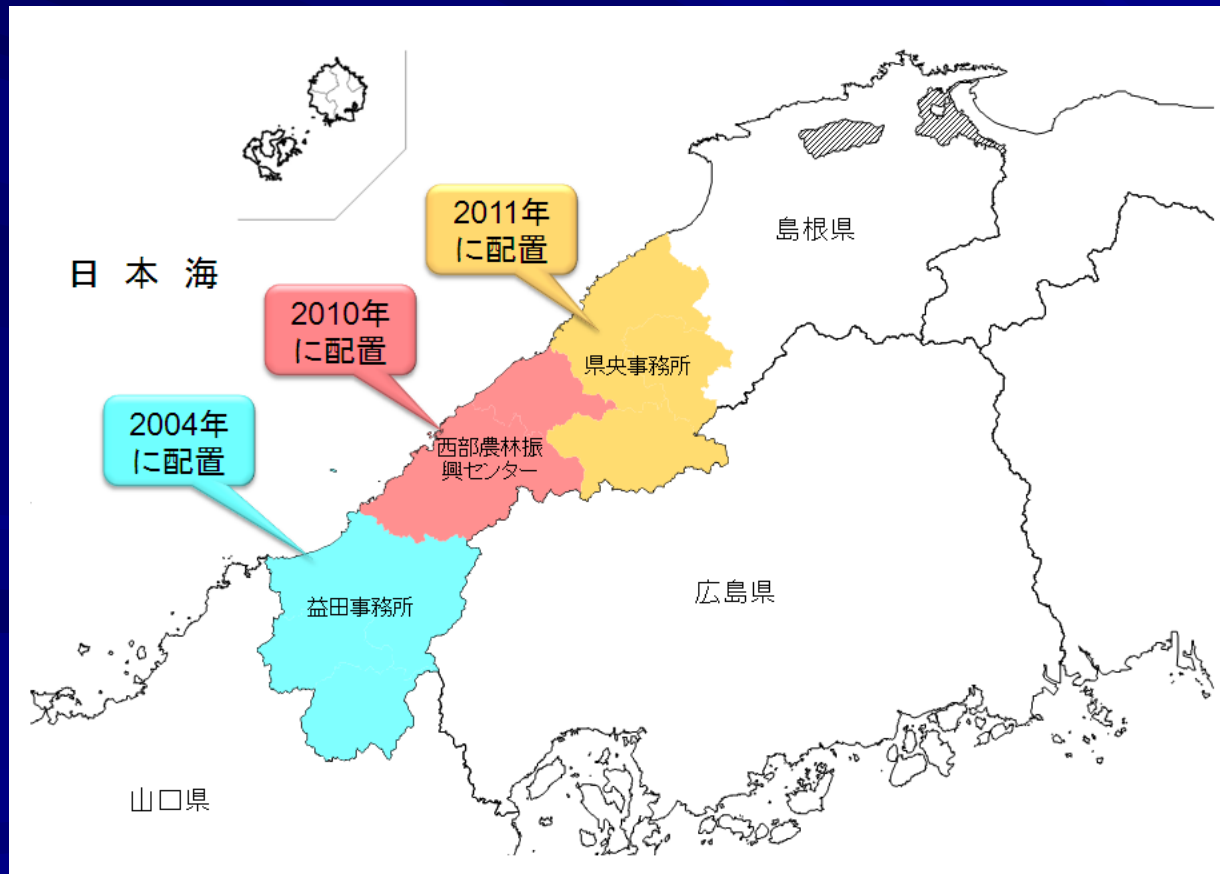 2011年
に配置
島根県
日本海
2010年
に配置
県央事務所
2004年
に配置
西部農林振
興センター
益田事務所
広島県
山口県